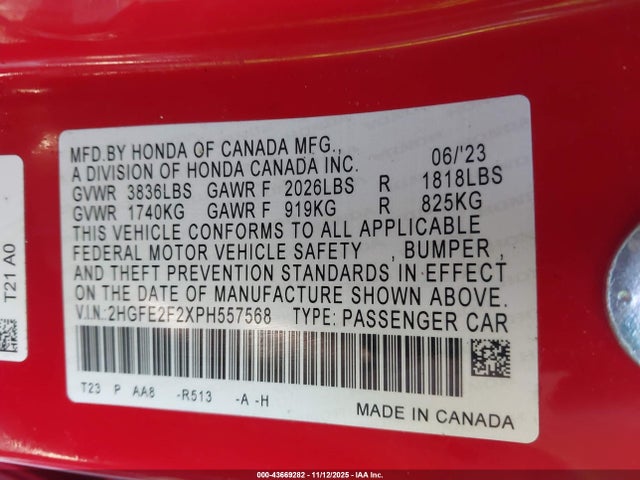 MFD.BY HONDA OF CANADA MFG., 06/'23
A DIVISION OF HONDA CANADA INC.
GVWR 3836LBS GAWR F 2026LBS R 1818LBS
GVWR 1740KG GAWR F 919KG R 825KG
THIS VEHICLE CONFORMS TO ALL APPLICABLE
FEDERAL MOTOR VEHICLE SAFETY , BUMPER ,
AND THEFT PREVENTION STANDARDS IN EFFECT
ON THE DATE OF MANUFACTURE SHOWN ABOVE.
V.I.N.:2HGFE2F2XPH557568 TYPE: PASSENGER CAR
T23 P AA8 -R513 -A -H
MADE IN CANADA
T21 A0
000-43669282 - 11/12/2025 - IAA Inc.